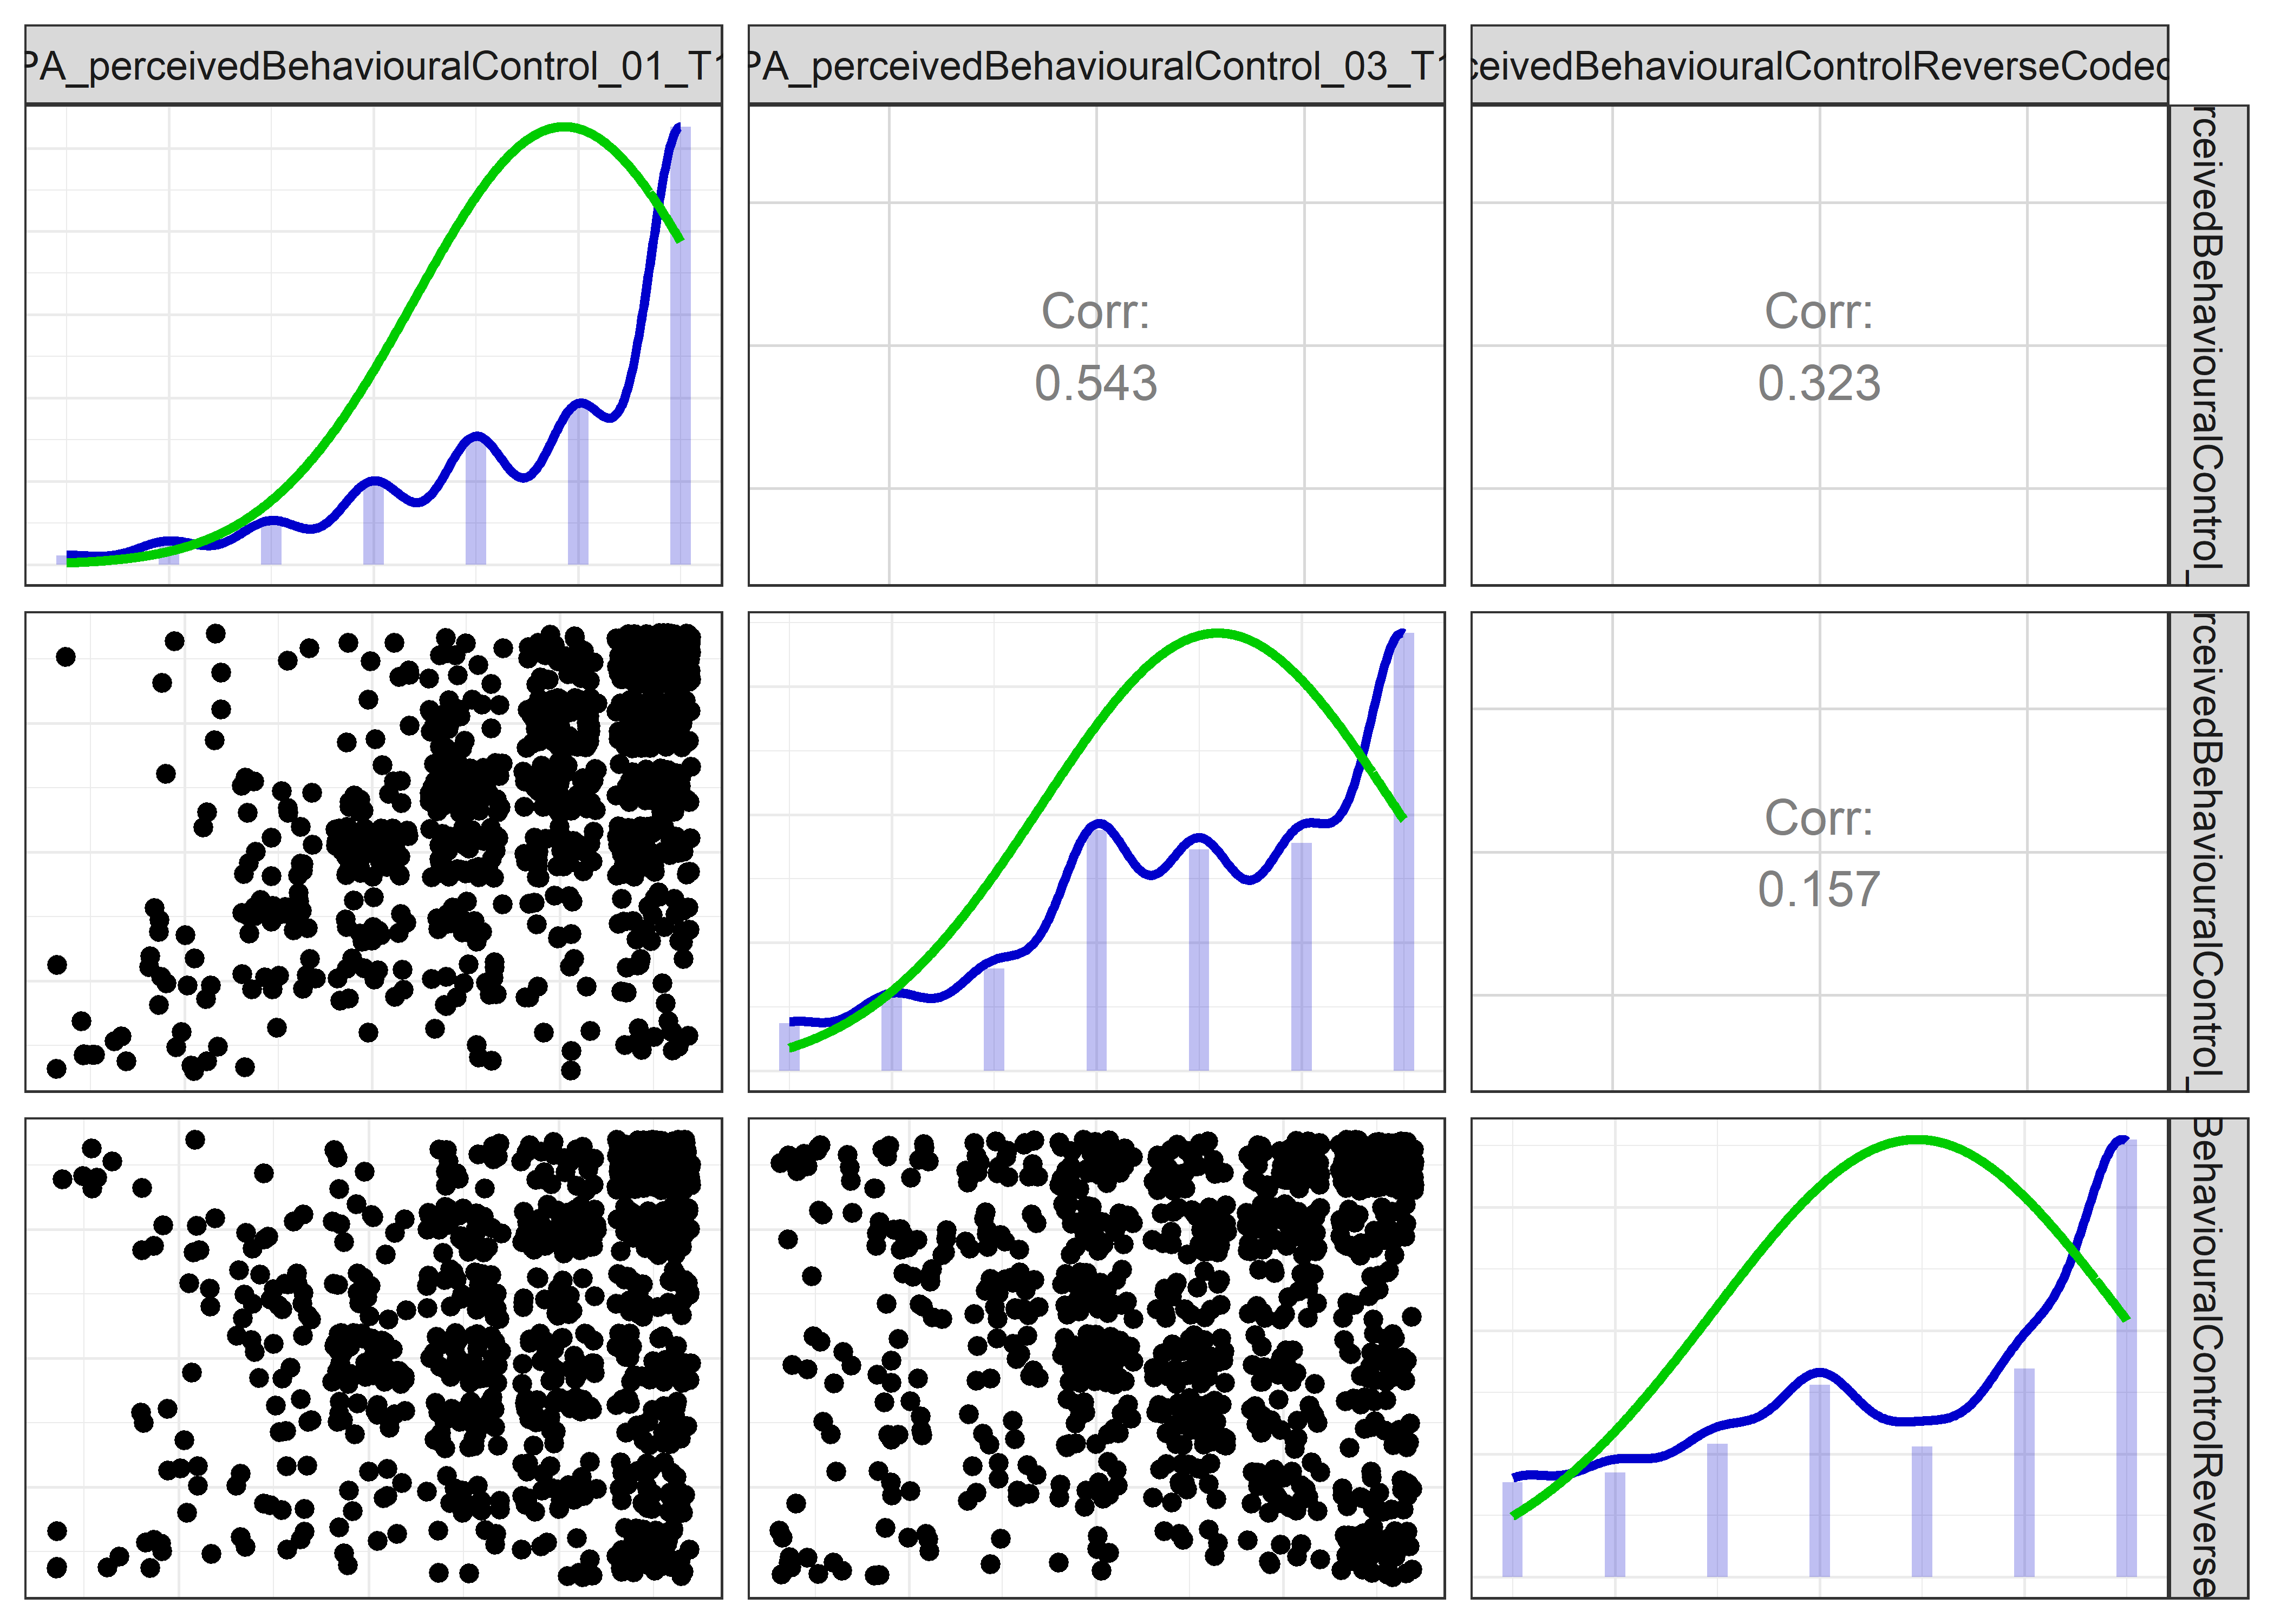 PA_perceivedBehaviouralControl_01_T1
PA_perceivedBehaviouralControl_03_T1
ceivedBehaviouralControlReverseCoded
Corr:
0.543
Corr:
0.323
rceivedBehaviouralControl_
Corr:
0.157
rceivedBehaviouralControl_
BehaviouralControlReverse